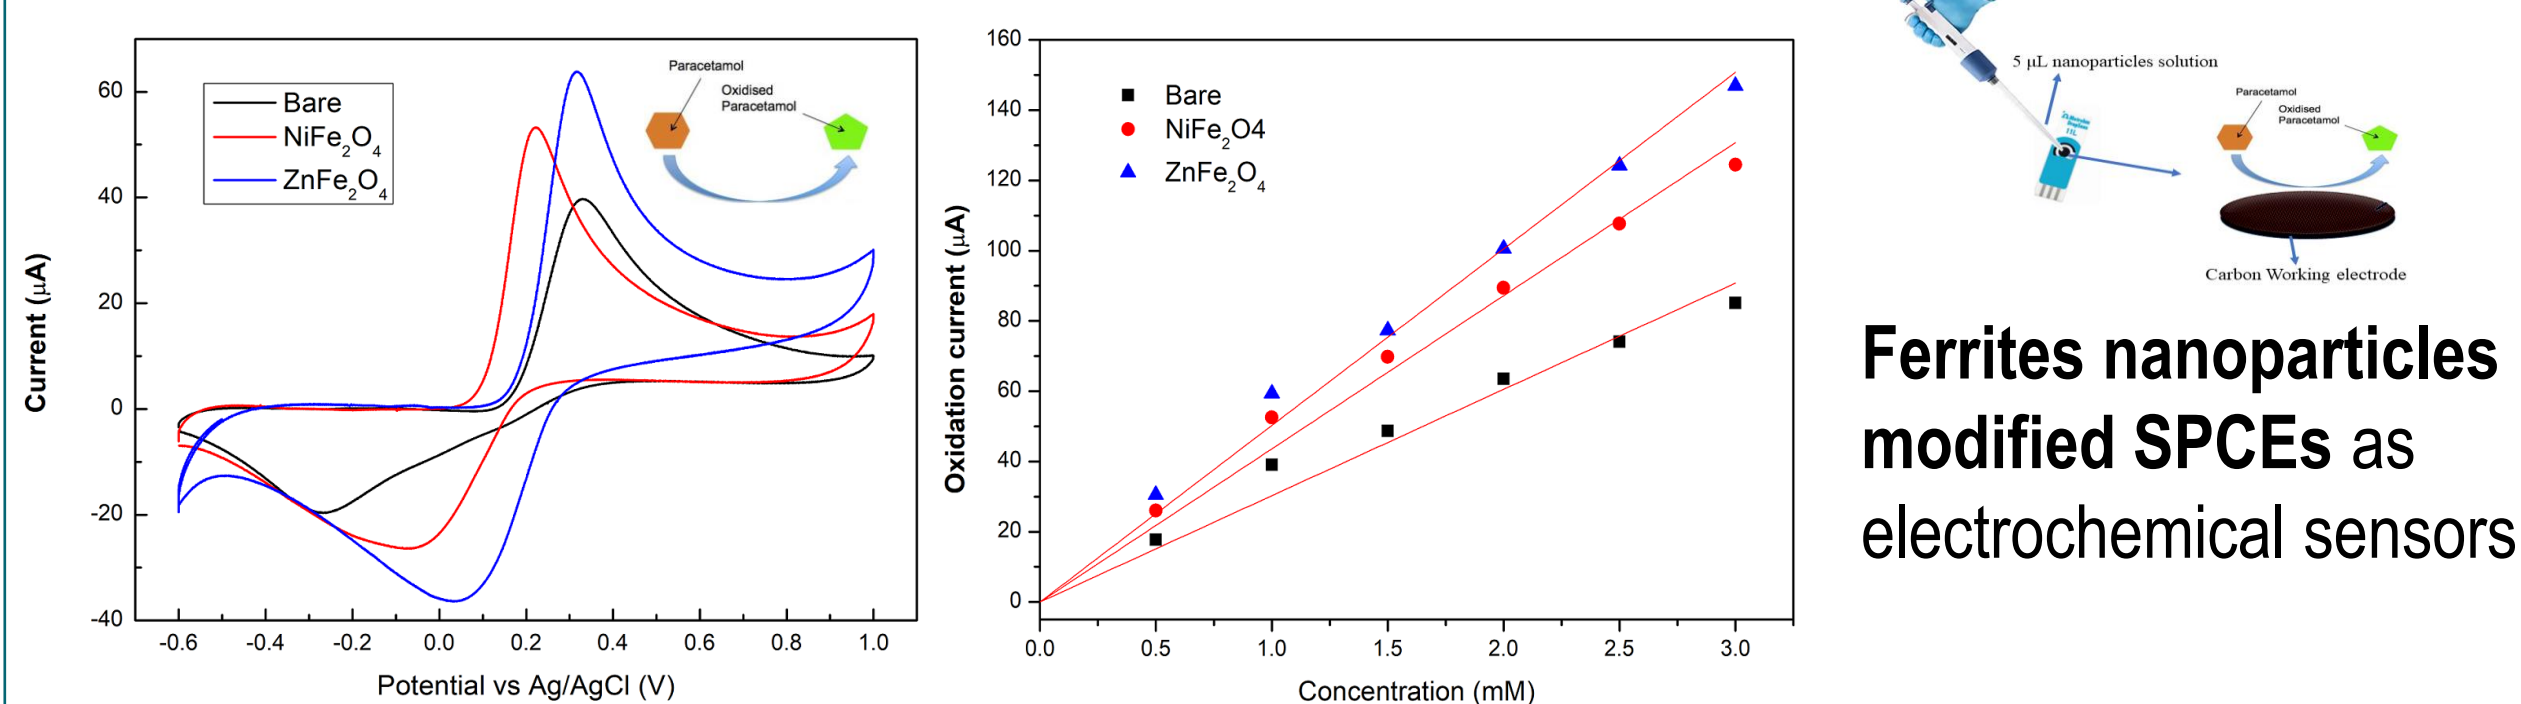 60
40
20
0
-20
-40
-0.6 -0.4 -0.2 0.0 0.2 0.4 0.6 0.8 1.0
Current (μA)
Potential vs Ag/AgCl (V)
Bare
NiFe₂O₄
ZnFe₂O₄
Paracetamol
Oxidised
Paracetamol
160
140
120
100
80
60
40
20
0
0.0 0.5 1.0 1.5 2.0 2.5 3.0
Oxidation current (μA)
Concentration (mM)
Bare
NiFe₂O4
ZnFe₂O₄
5 μL nanoparticles solution
Paracetamol
Oxidised
Paracetamol
Carbon Working electrode
Ferrites nanoparticles
modified SPCEs as
electrochemical sensors